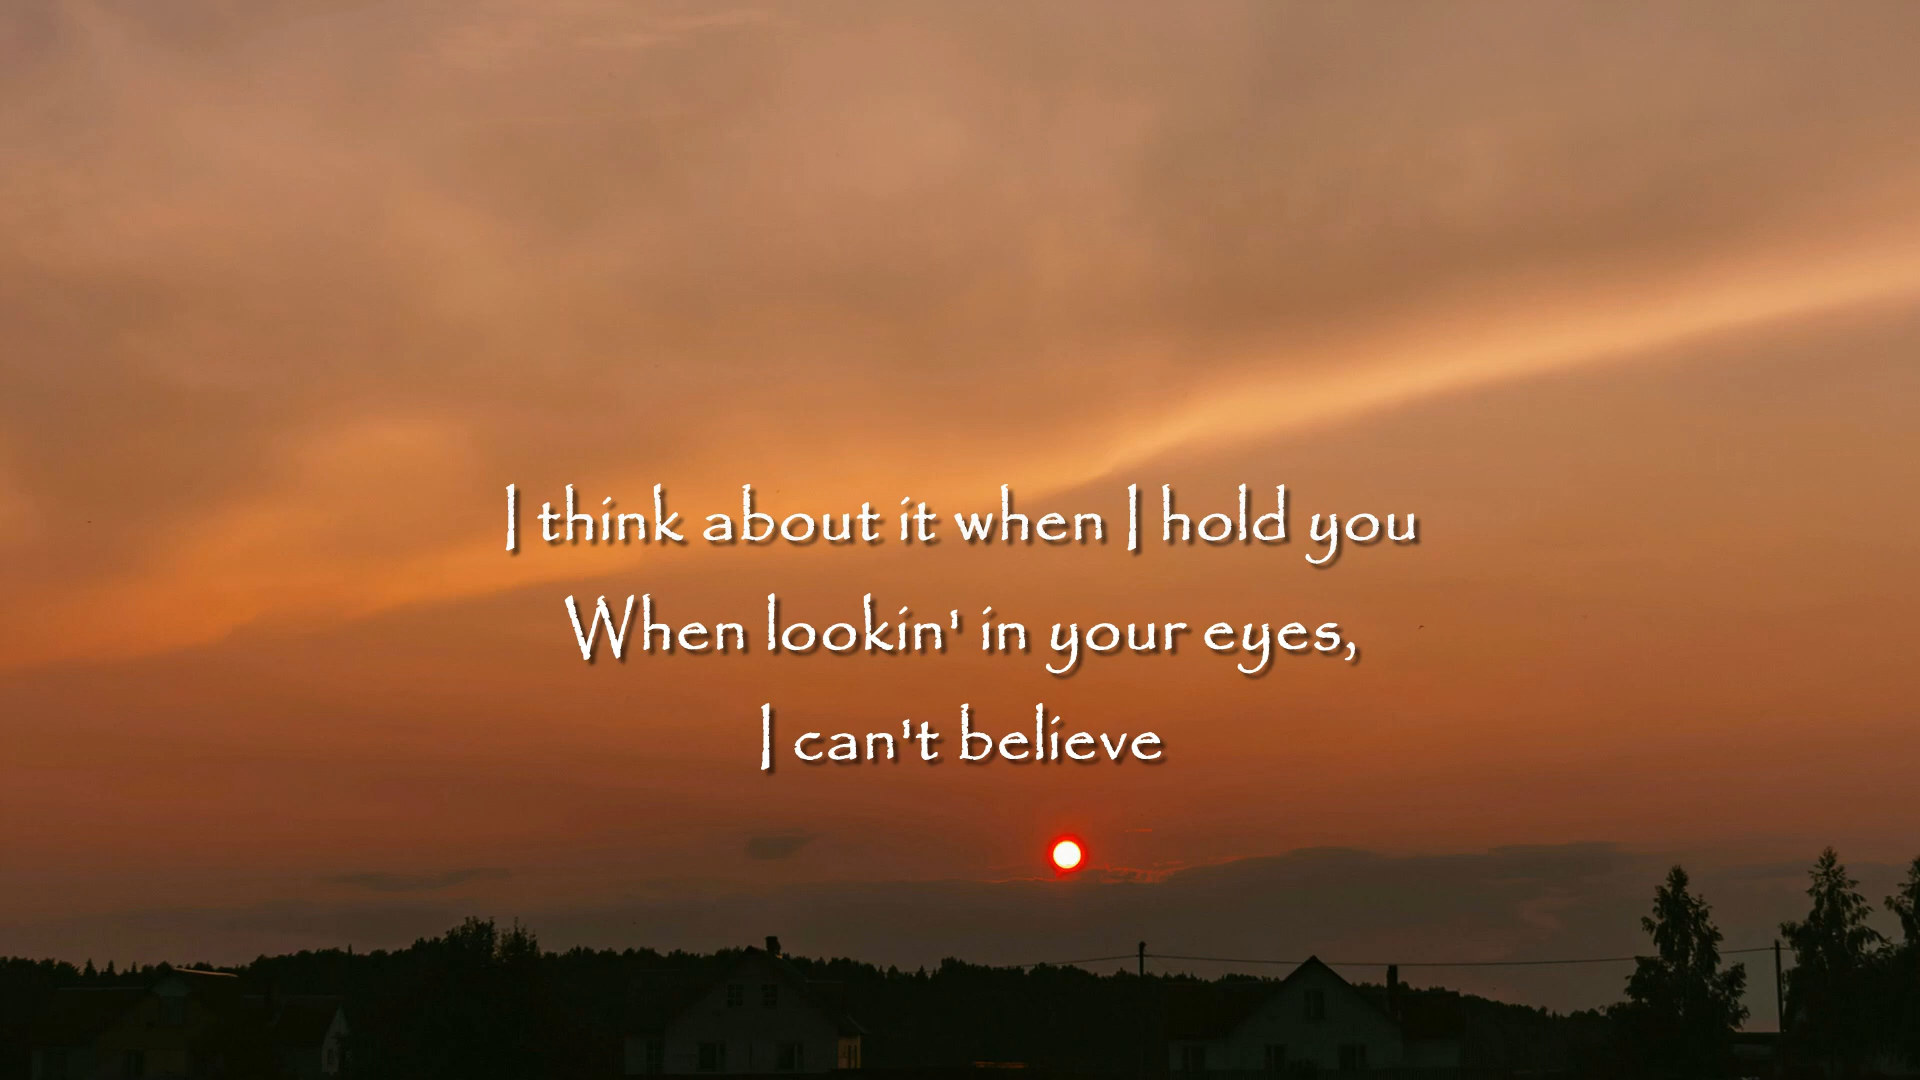 I think about it when I hold you
When lookin' in your eyes,
I can't believe